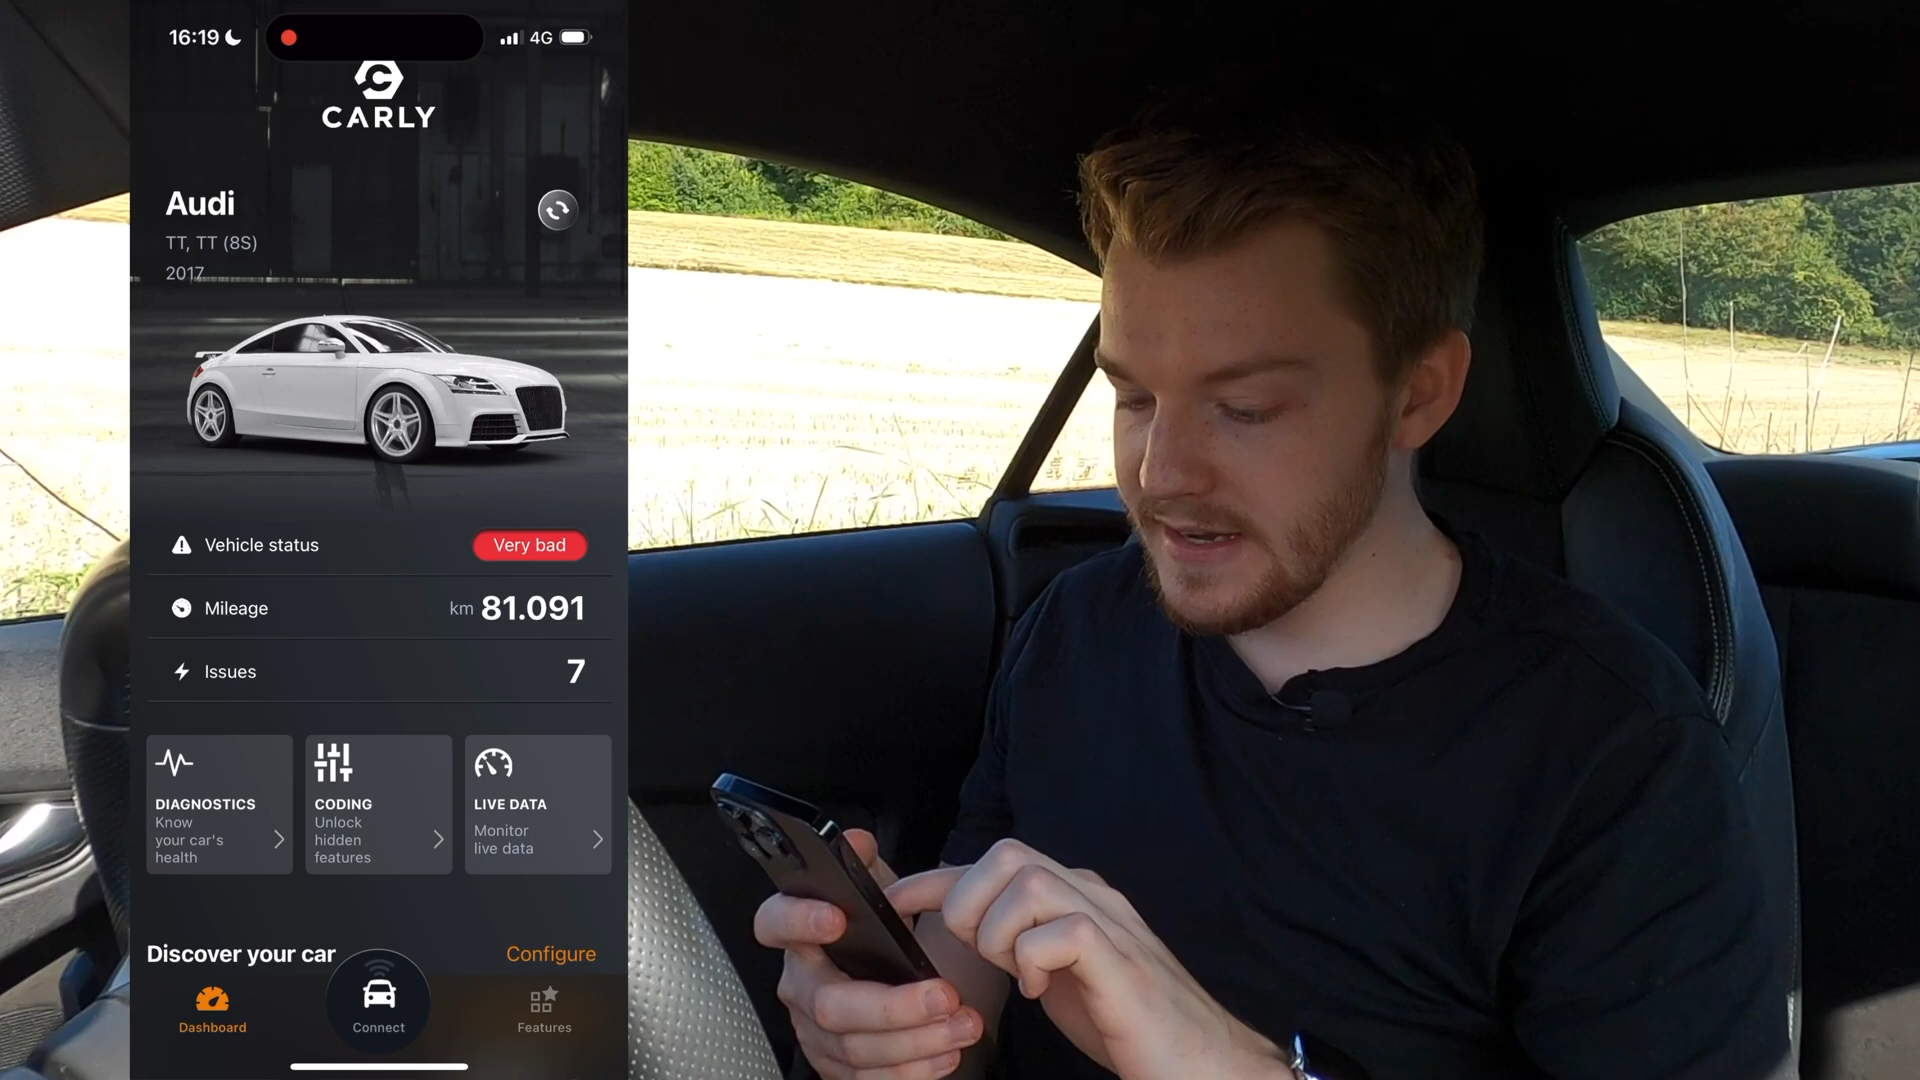 16:19
4G
CARLY
Audi
TT, TT (8S)
2017
Vehicle status
Very bad
Mileage
km 81.091
Issues
7
DIAGNOSTICS
Know
your car's
health
CODING
Unlock
hidden
features
LIVE DATA
Monitor
live data
Discover your car
Configure
Dashboard
Connect
Features